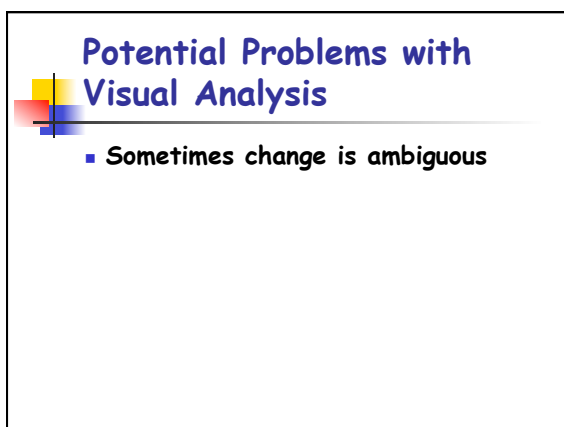 Potential Problems with
Visual Analysis
Sometimes change is ambiguous